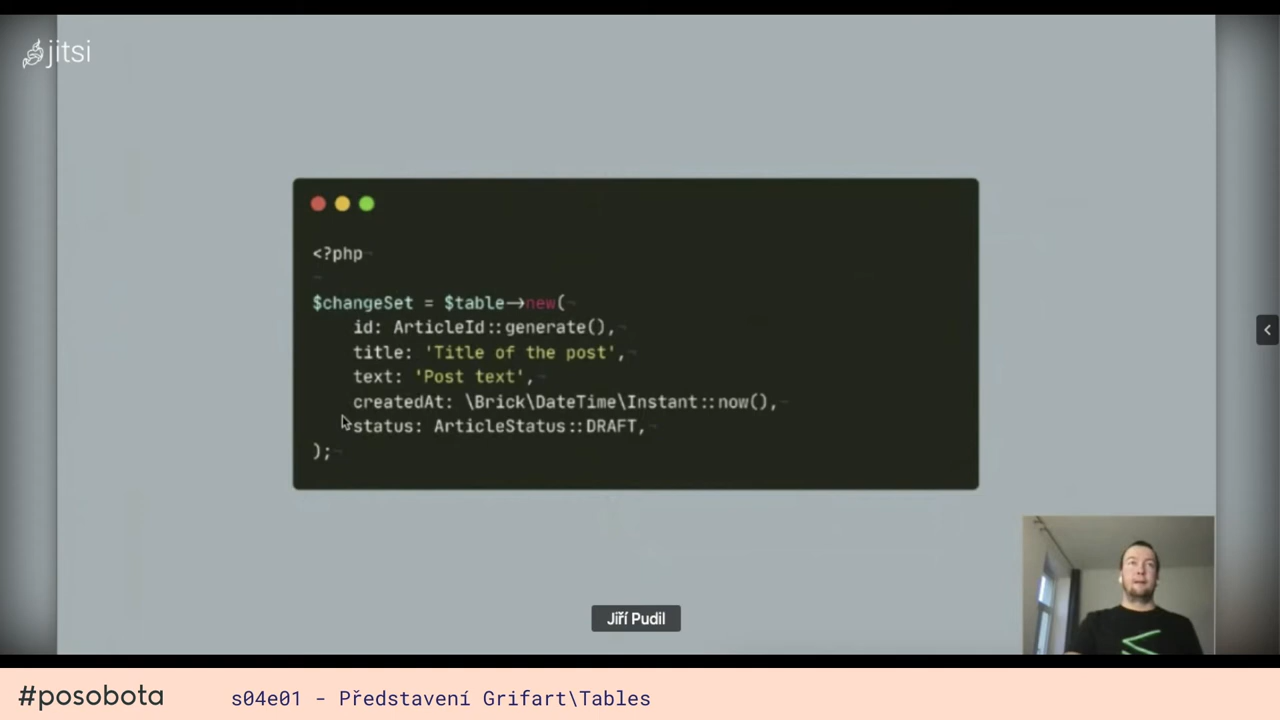 jitsi
<?php
$changeSet = $table->new(
id: ArticleId::generate(),
title: 'Title of the post',
text: 'Post text',
createdAt: \Brick\DateTime\Instant::now(),
status: ArticleStatus::DRAFT,
);
Jiří Pudil
#posobota
s04e01 - Představení Grifart\Tables